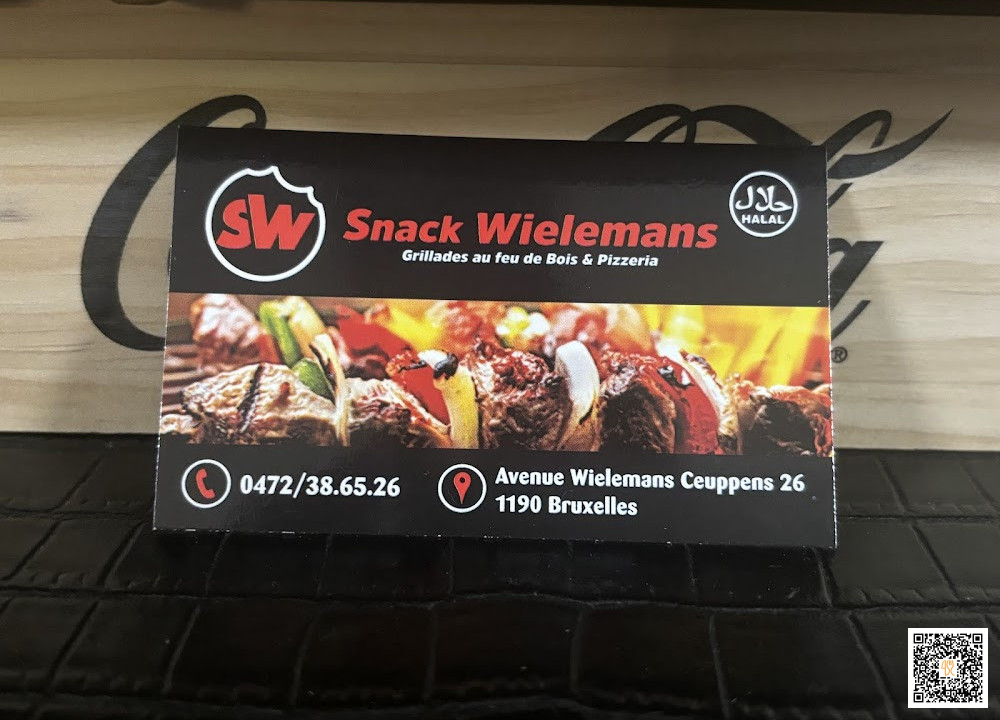 SW
Snack Wielemans
Grillades au feu de Bois & Pizzeria
حلال
HALAL
0472/38.65.26
Avenue Wielemans Ceuppens 26
1190 Bruxelles
®